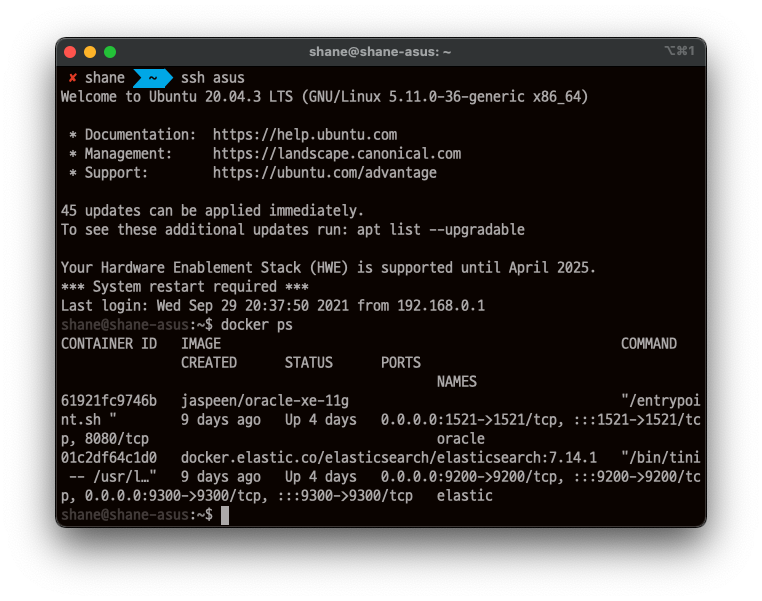 shane@shane-asus: ~
⌥⌘1
✘ shane ~ ssh asus
Welcome to Ubuntu 20.04.3 LTS (GNU/Linux 5.11.0-36-generic x86_64)
* Documentation:  https://help.ubuntu.com
* Management:     https://landscape.canonical.com
* Support:        https://ubuntu.com/advantage
45 updates can be applied immediately.
To see these additional updates run: apt list --upgradable
Your Hardware Enablement Stack (HWE) is supported until April 2025.
*** System restart required ***
Last login: Wed Sep 29 20:37:50 2021 from 192.168.0.1
shane@shane-asus:~$ docker ps
CONTAINER ID   IMAGE                                                  COMMAND
               CREATED      STATUS      PORTS
                                               NAMES
61921fc9746b   jaspeen/oracle-xe-11g                                  "/entrypoi
nt.sh "        9 days ago   Up 4 days   0.0.0.0:1521->1521/tcp, :::1521->1521/tc
p, 8080/tcp                                    oracle
01c2df64c1d0   docker.elastic.co/elasticsearch/elasticsearch:7.14.1   "/bin/tini
 -- /usr/l…"   9 days ago   Up 4 days   0.0.0.0:9200->9200/tcp, :::9200->9200/tc
p, 0.0.0.0:9300->9300/tcp, :::9300->9300/tcp   elastic
shane@shane-asus:~$